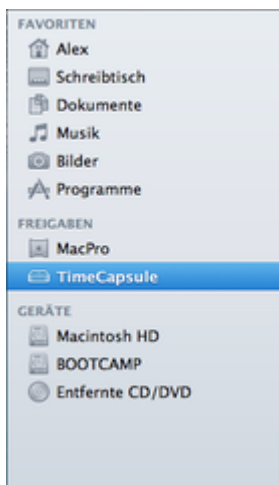 FAVORITEN
Alex
Schreibtisch
Dokumente
Musik
Bilder
Programme
FREIGABEN
MacPro
TimeCapsule
GERÄTE
Macintosh HD
BOOTCAMP
Entfernte CD/DVD